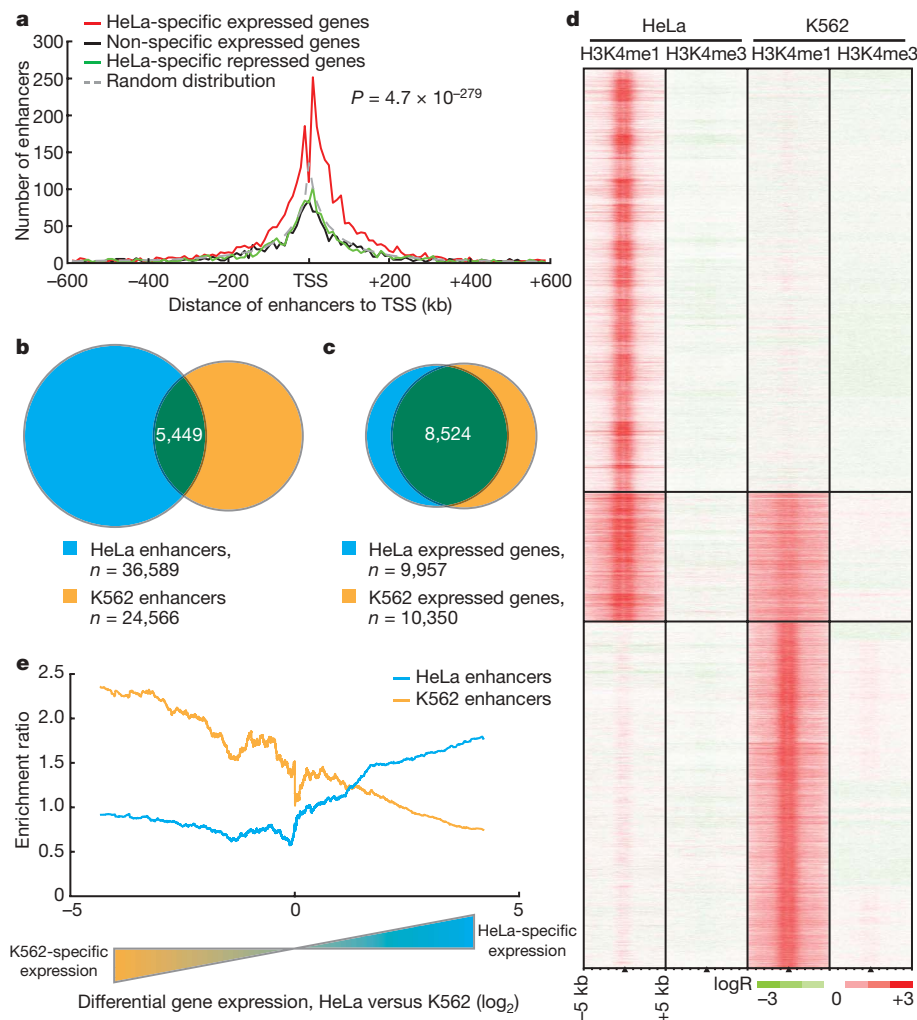 a
HeLa-specific expressed genes
Non-specific expressed genes
HeLa-specific repressed genes
Random distribution
P = 4.7 × 10⁻²⁷⁹
Number of enhancers
300
250
200
150
100
50
0
−600
−400
−200
TSS
+200
+400
+600
Distance of enhancers to TSS (kb)
b
5,449
HeLa enhancers,
n = 36,589
K562 enhancers
n = 24,566
c
8,524
HeLa expressed genes,
n = 9,957
K562 expressed genes,
n = 10,350
d
HeLa
K562
H3K4me1
H3K4me3
H3K4me1
H3K4me3
−5 kb
+5 kb
logR
−3
0
+3
e
HeLa enhancers
K562 enhancers
Enrichment ratio
2.5
2.0
1.5
1.0
0.5
0
−5
0
5
K562-specific
expression
HeLa-specific
expression
Differential gene expression, HeLa versus K562 (log₂)